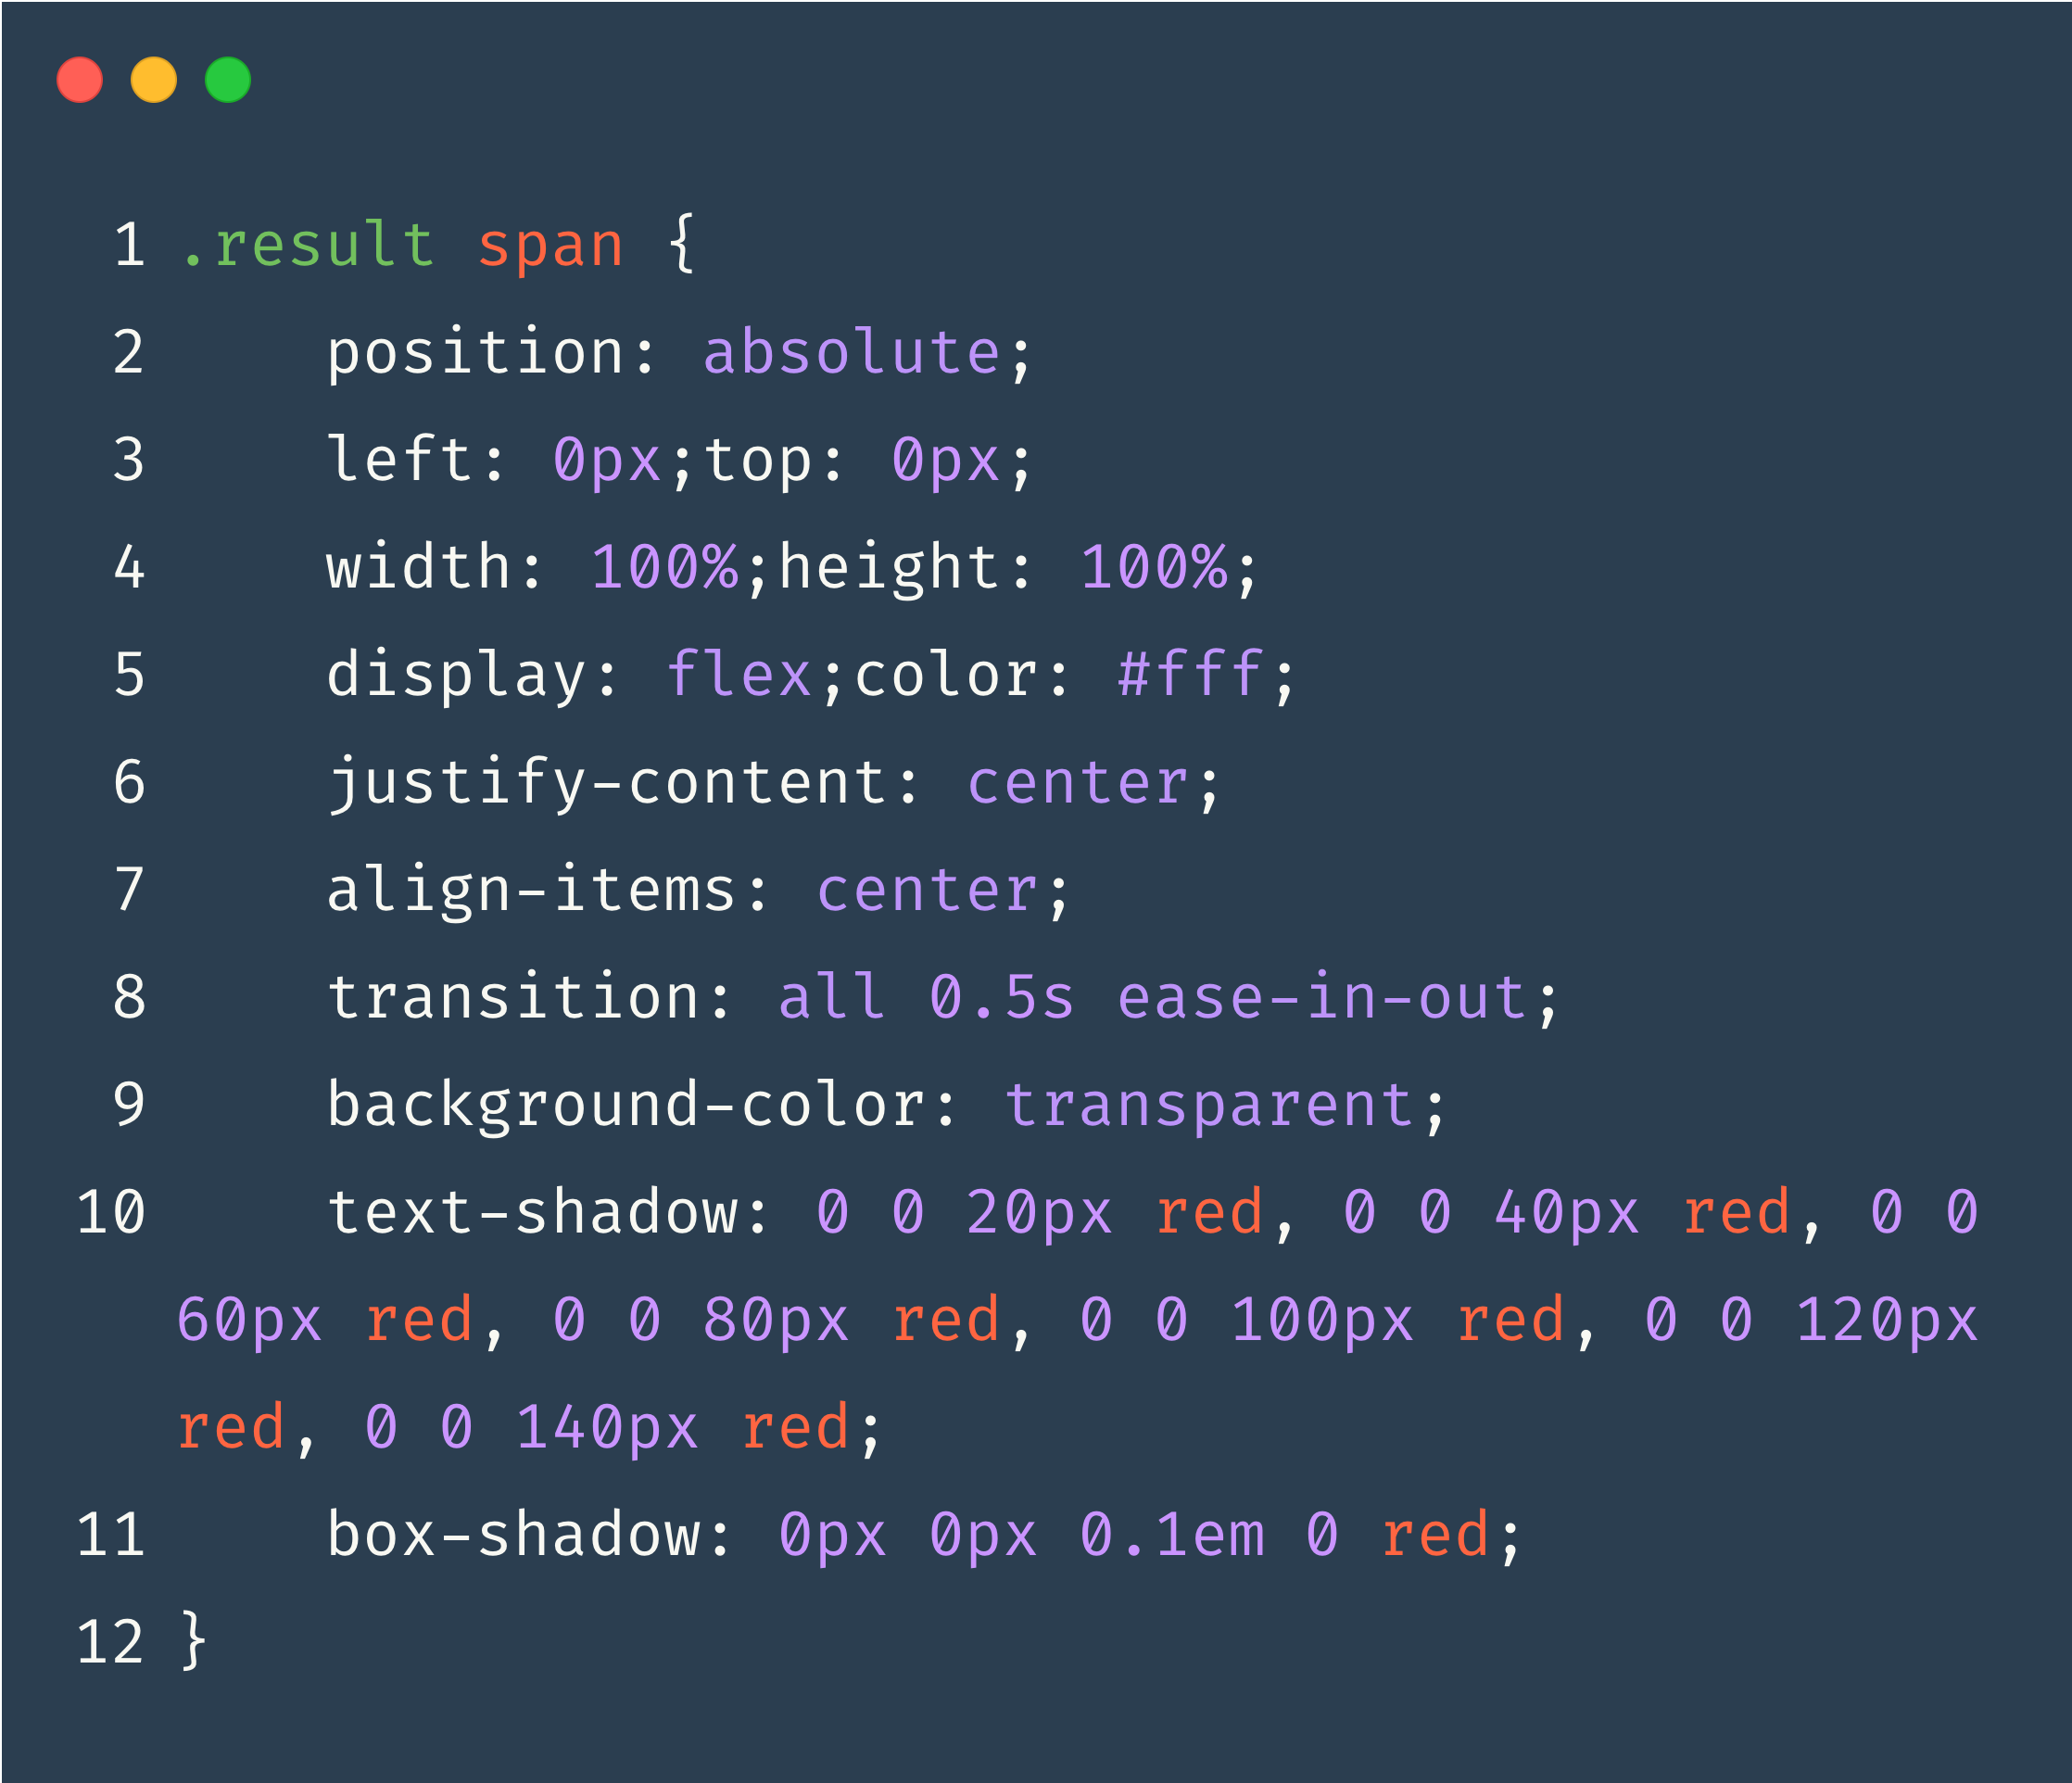 1 .result span {
2     position: absolute;
3     left: 0px;top: 0px;
4     width: 100%;height: 100%;
5     display: flex;color: #fff;
6     justify-content: center;
7     align-items: center;
8     transition: all 0.5s ease-in-out;
9     background-color: transparent;
10     text-shadow: 0 0 20px red, 0 0 40px red, 0 0
60px red, 0 0 80px red, 0 0 100px red, 0 0 120px
red, 0 0 140px red;
11     box-shadow: 0px 0px 0.1em 0 red;
12 }